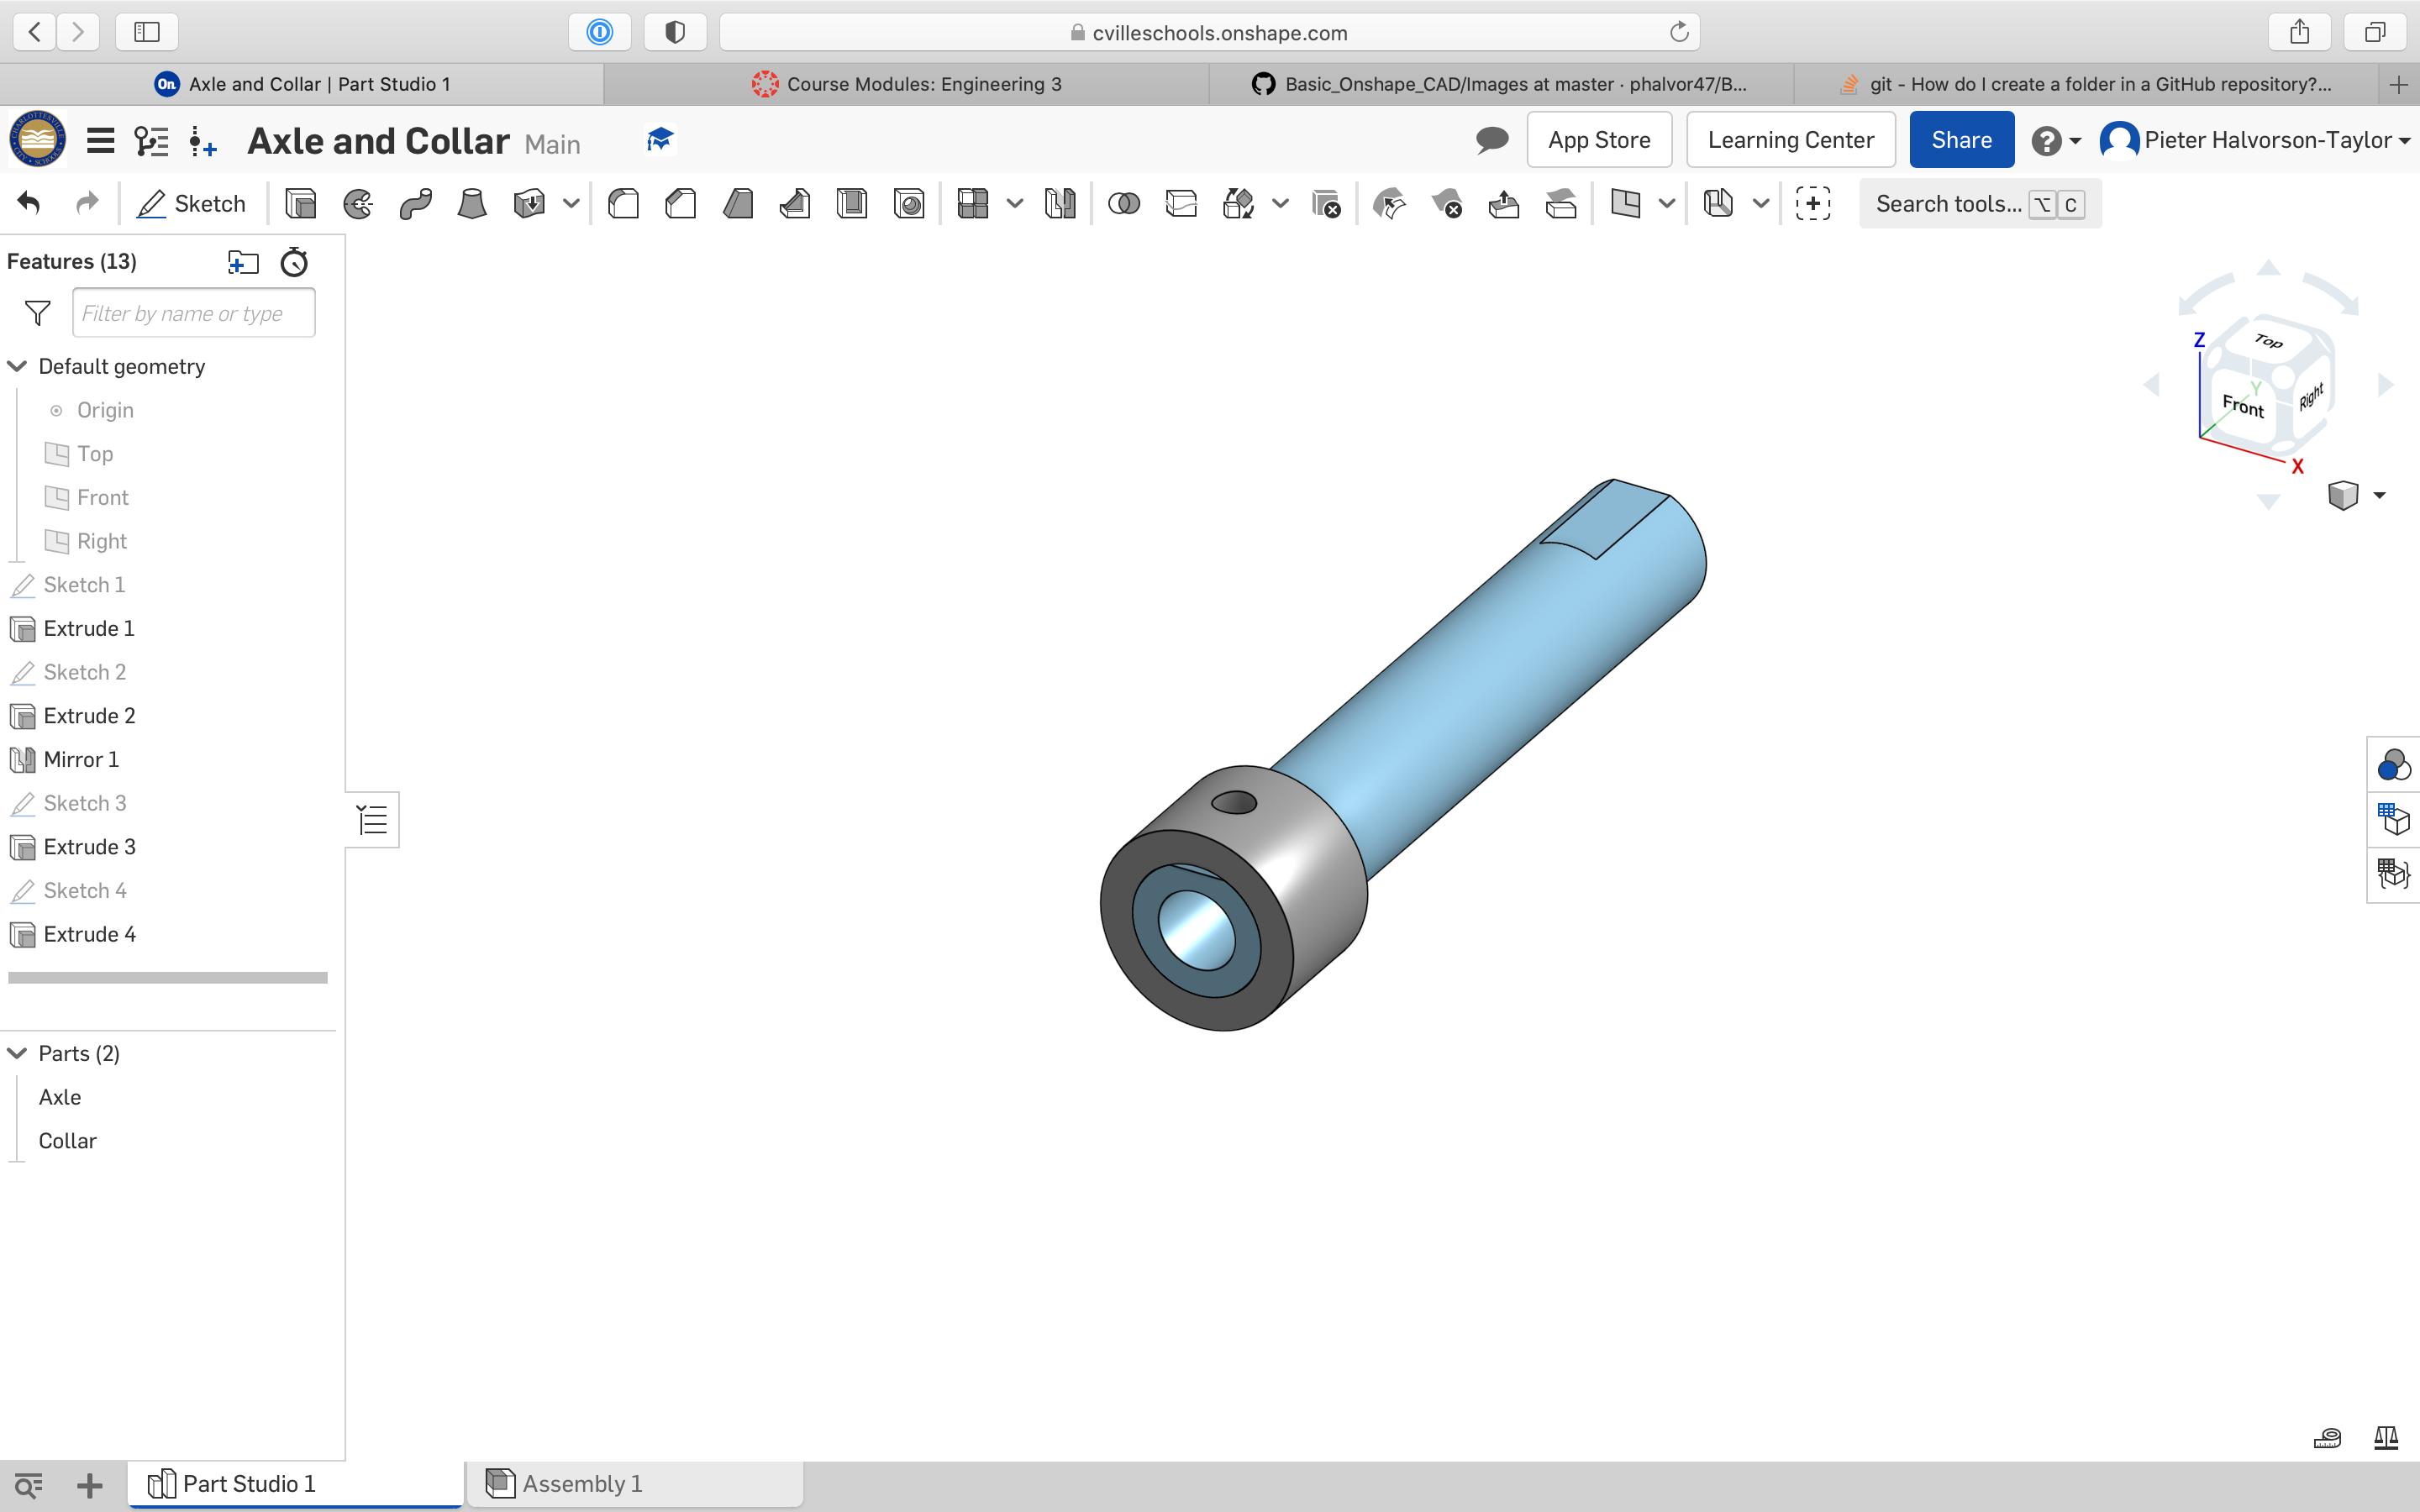 cvilleschools.onshape.com
On Axle and Collar | Part Studio 1
Course Modules: Engineering 3
Basic_Onshape_CAD/Images at master · phalvor47/B...
git - How do I create a folder in a GitHub repository?...
Axle and Collar Main
App Store
Learning Center
Share
Pieter Halvorson-Taylor
Sketch
Search tools... ⌥ C
Features (13)
Filter by name or type
Default geometry
Origin
Top
Front
Right
Sketch 1
Extrude 1
Sketch 2
Extrude 2
Mirror 1
Sketch 3
Extrude 3
Sketch 4
Extrude 4
Parts (2)
Axle
Collar
Z
Top
Y
Front
Right
X
Part Studio 1
Assembly 1